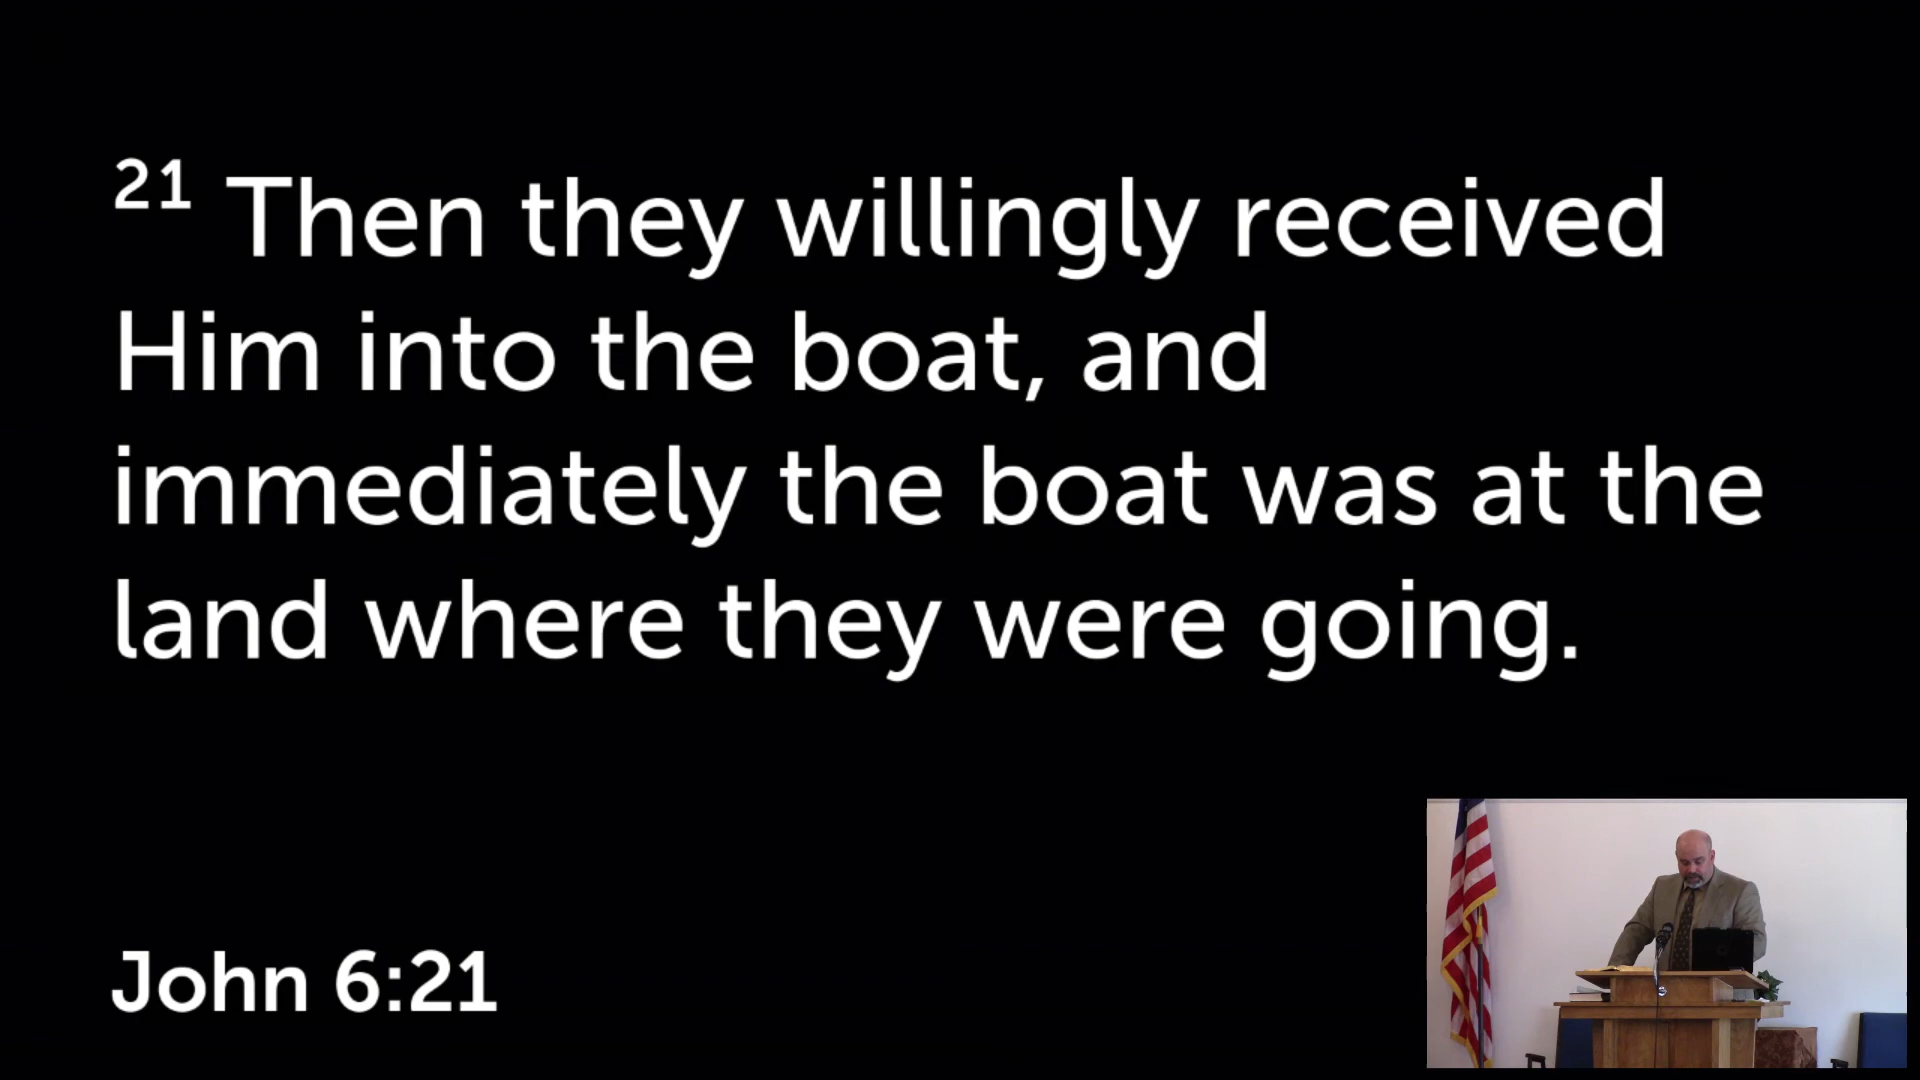 21 Then they willingly received
Him into the boat, and
immediately the boat was at the
land where they were going.
John 6:21